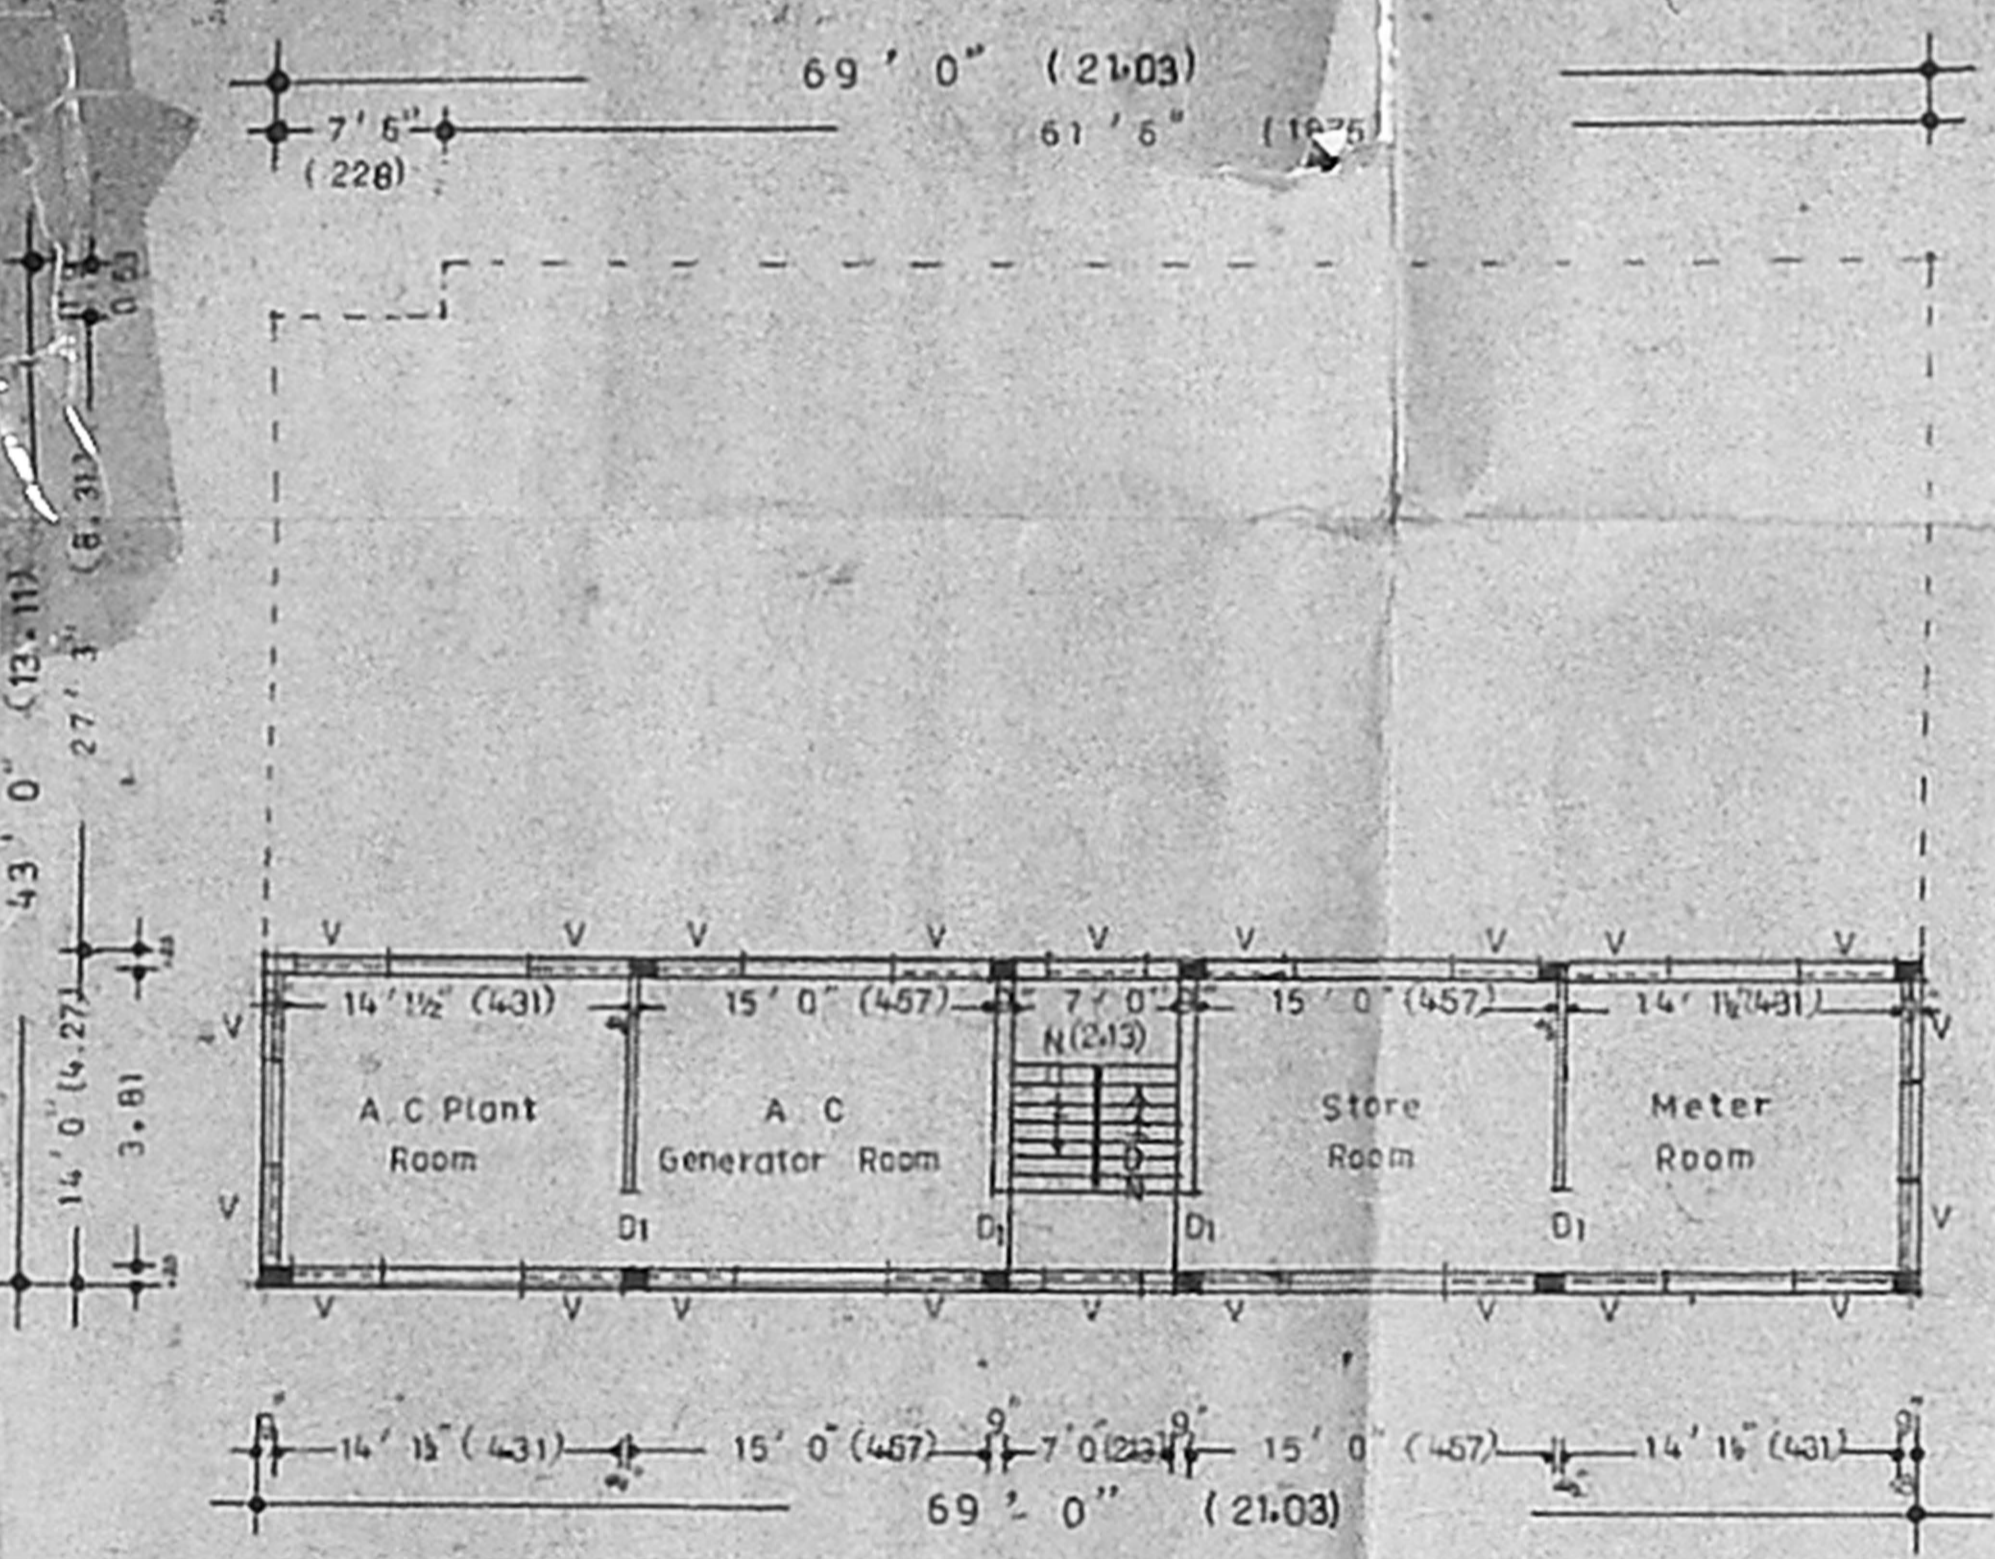 69' 0" (21.03)
7' 6" 61' 6"
(228)
43' 0" (13.11)
27' 3" (8.31)
14' 0" (4.27)
3.81
V V V V V V V V V
14' 1½" (431) 15' 0" (457) 7' 0" 15' 0" (457) 14' 1½" (431)
(2.13)
V V
A C Plant A C Store Meter
Room Generator Room Room Room
V V
D1 D1 D1 D1
V V V V V V V V V
9" 9" 9" 9"
14' 1½" (431) 15' 0" (457) 7' 0" 15' 0" (457) 14' 1½" (431)
69'- 0" (21.03)